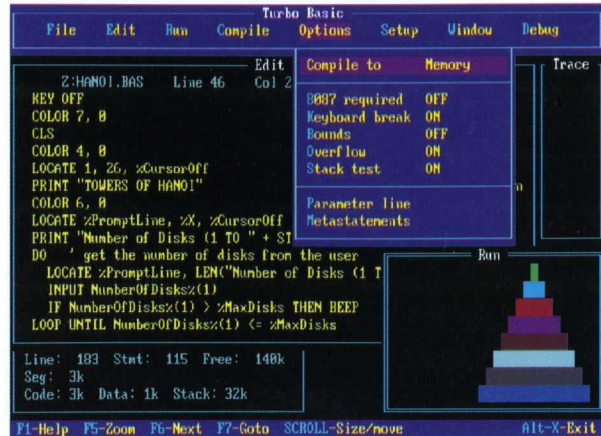 Turbo Basic
File Edit Run Compile Options Setup Window Debug
Edit
Trace
Z:HANOI.BAS Line 46 Col 2
KEY OFF
COLOR 7, 0
CLS
COLOR 4, 0
LOCATE 1, 26, %CursorOff
PRINT "TOWERS OF HANOI"
COLOR 6, 0
LOCATE %PromptLine, %X, %CursorOff
PRINT "Number of Disks (1 TO " + ST
DO ' get the number of disks from the user
LOCATE %PromptLine, LEN("Number of Disks (1 T
INPUT NumberOfDisks%(1)
IF NumberOfDisks%(1) > %MaxDisks THEN BEEP
LOOP UNTIL NumberOfDisks%(1) <= %MaxDisks
Compile to Memory
8087 required OFF
Keyboard break ON
Bounds OFF
Overflow ON
Stack test ON
Parameter line
Metastatements
m
Run
Line: 183 Stmt: 115 Free: 140k
Seg: 3k
Code: 3k Data: 1k Stack: 32k
F1-Help F5-Zoom F6-Next F7-Goto SCROLL-Size/move Alt-X-Exit